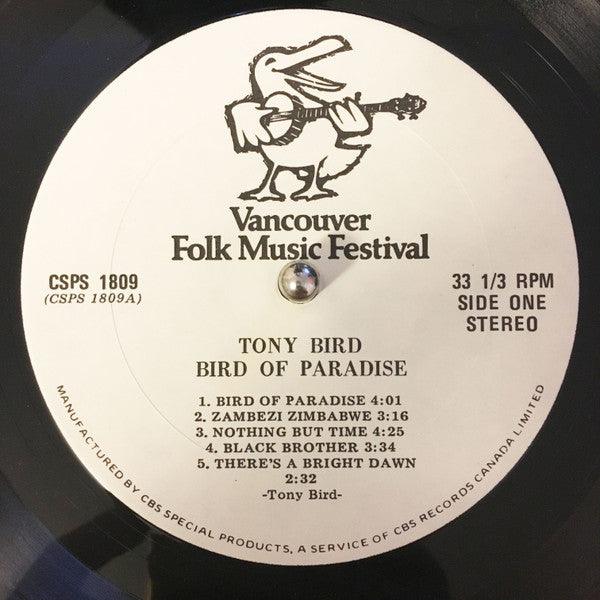 Vancouver
Folk Music Festival
CSPS 1809
(CSPS 1809A)
33 1/3 RPM
SIDE ONE
STEREO
TONY BIRD
BIRD OF PARADISE
1. BIRD OF PARADISE 4:01
2. ZAMBEZI ZIMBABWE 3:16
3. NOTHING BUT TIME 4:25
4. BLACK BROTHER 3:34
5. THERE'S A BRIGHT DAWN
2:32
-Tony Bird-
MANUFACTURED BY CBS SPECIAL PRODUCTS, A SERVICE OF CBS RECORDS CANADA LIMITED